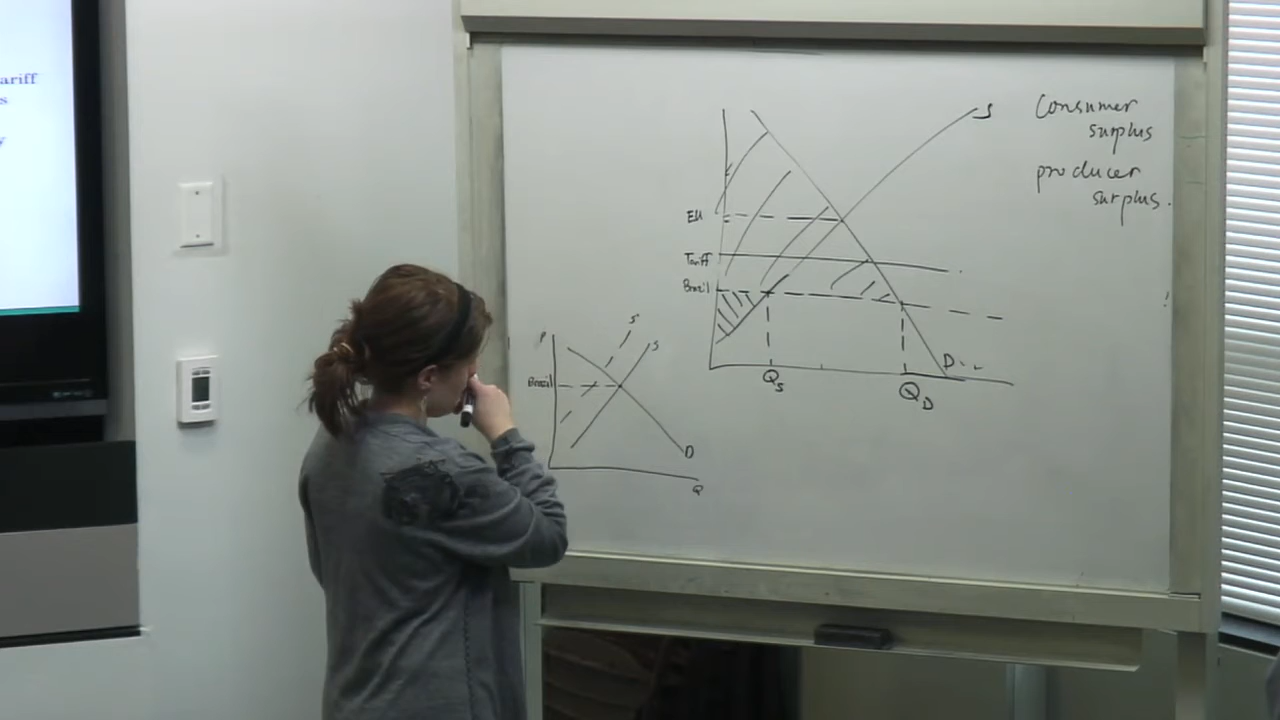 ariff
s
y
Consumer
surplus
producer
surplus.
S
EU
Tariff
Brazil
D
Qs
QD
P
S'
S
Brazil
D
Q